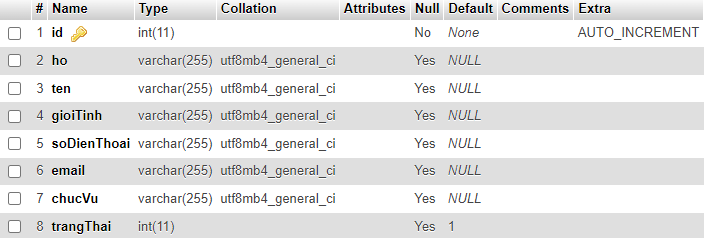 # Name Type Collation Attributes Null Default Comments Extra
1 id int(11) No None AUTO_INCREMENT
2 ho varchar(255) utf8mb4_general_ci Yes NULL
3 ten varchar(255) utf8mb4_general_ci Yes NULL
4 gioiTinh varchar(255) utf8mb4_general_ci Yes NULL
5 soDienThoai varchar(255) utf8mb4_general_ci Yes NULL
6 email varchar(255) utf8mb4_general_ci Yes NULL
7 chucVu varchar(255) utf8mb4_general_ci Yes NULL
8 trangThai int(11) Yes 1